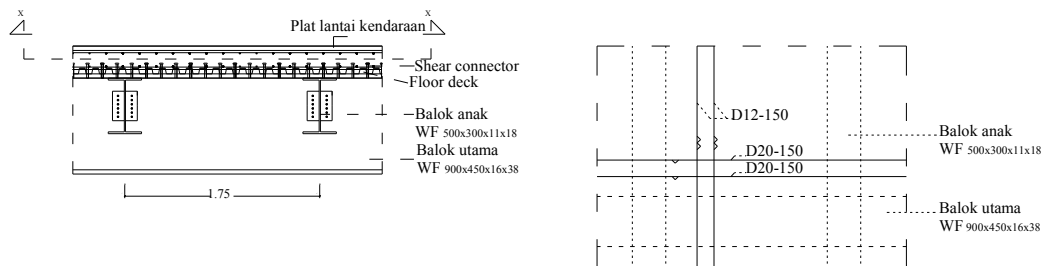 x
x
Plat lantai kendaraan
Shear connector
Floor deck
Balok anak
WF 500x300x11x18
Balok utama
WF 900x450x16x38
1.75
D12-150
D20-150
D20-150
Balok anak
WF 500x300x11x18
Balok utama
WF 900x450x16x38